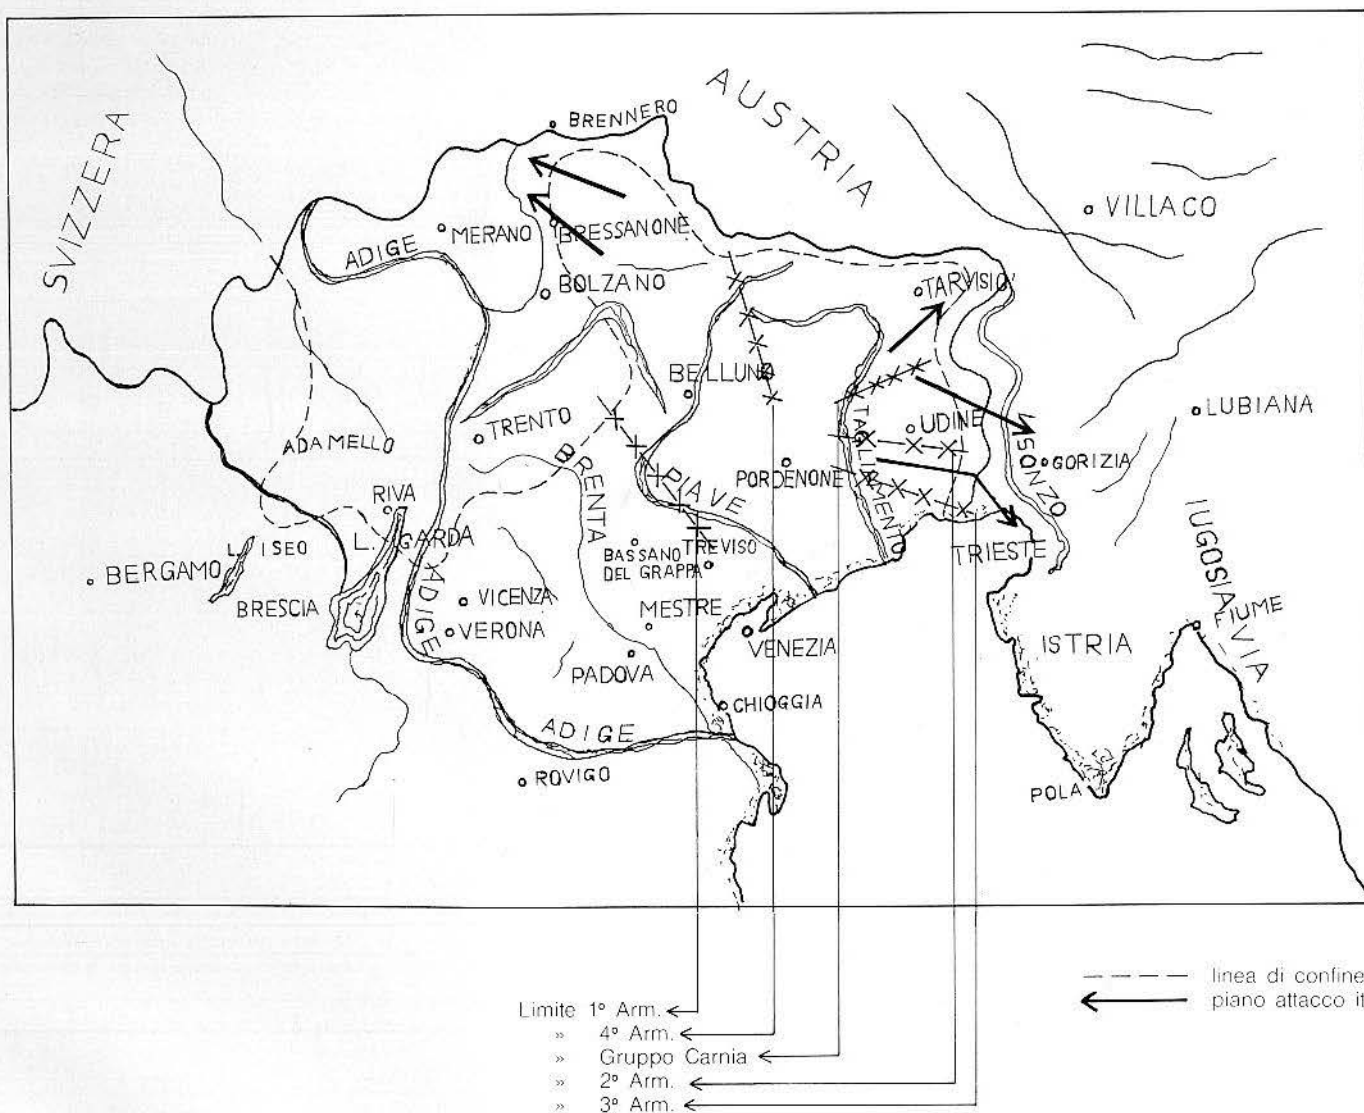 AUSTRIA
SVIZZERA
BRENNERO
VILLACO
MERANO
BRESSANONE
ADIGE
BOLZANO
TARVISIO
BELLUNO
LUBIANA
TRENTO
UDINE
ADAMELLO
TAGLIAMENTO
ISONZO
GORIZIA
BRENTA
PORDENONE
PIAVE
RIVA
L. GARDA
L. ISEO
BERGAMO
BRESCIA
BASSANO
DEL GRAPPA
TREVISO
TRIESTE
IUGOSLAVIA
ADIGE
VICENZA
MESTRE
VERONA
VENEZIA
FIUME
ISTRIA
PADOVA
CHIOGGIA
ADIGE
ROVIGO
POLA
linea di confine
piano attacco it
Limite 1° Arm.
» 4° Arm.
» Gruppo Carnia
» 2° Arm.
» 3° Arm.